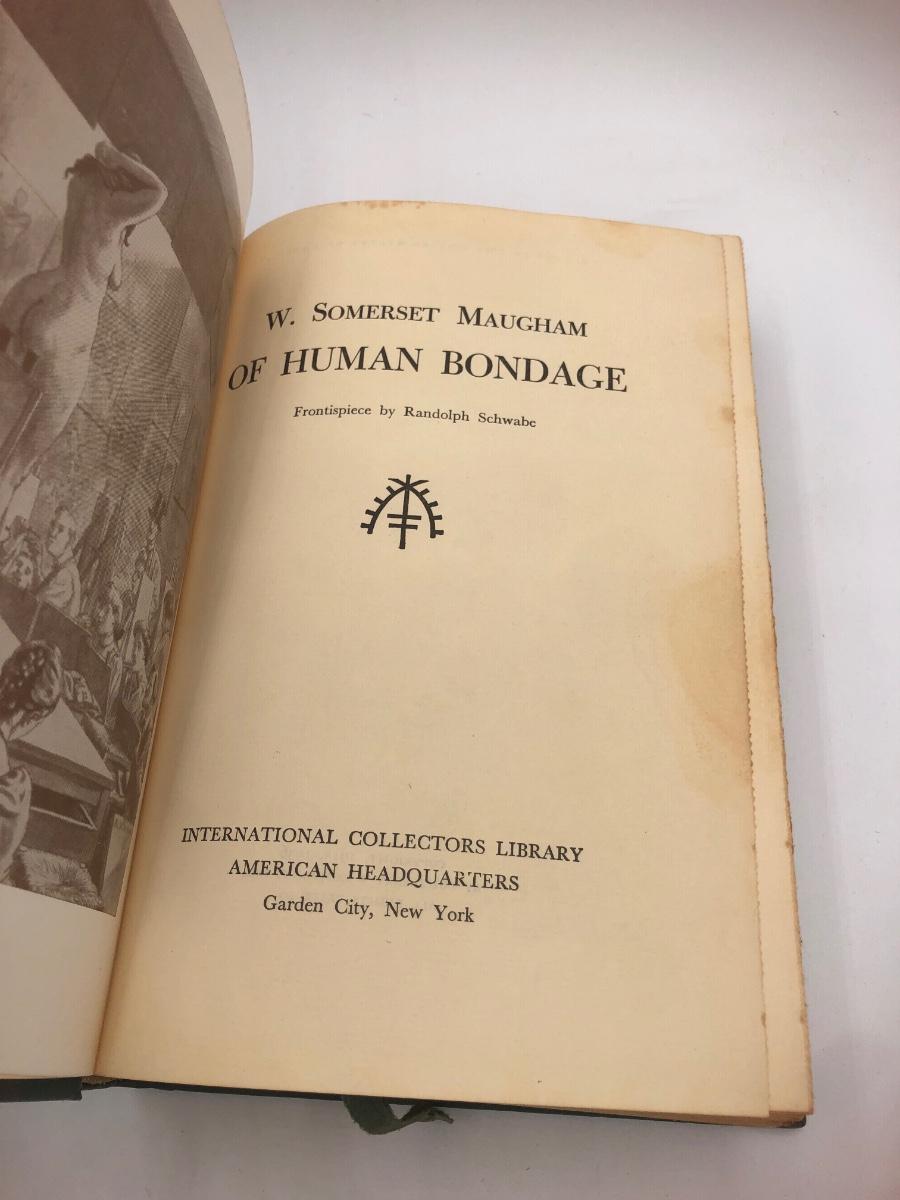 W. SOMERSET MAUGHAM
OF HUMAN BONDAGE
Frontispiece by Randolph Schwabe
INTERNATIONAL COLLECTORS LIBRARY
AMERICAN HEADQUARTERS
Garden City, New York